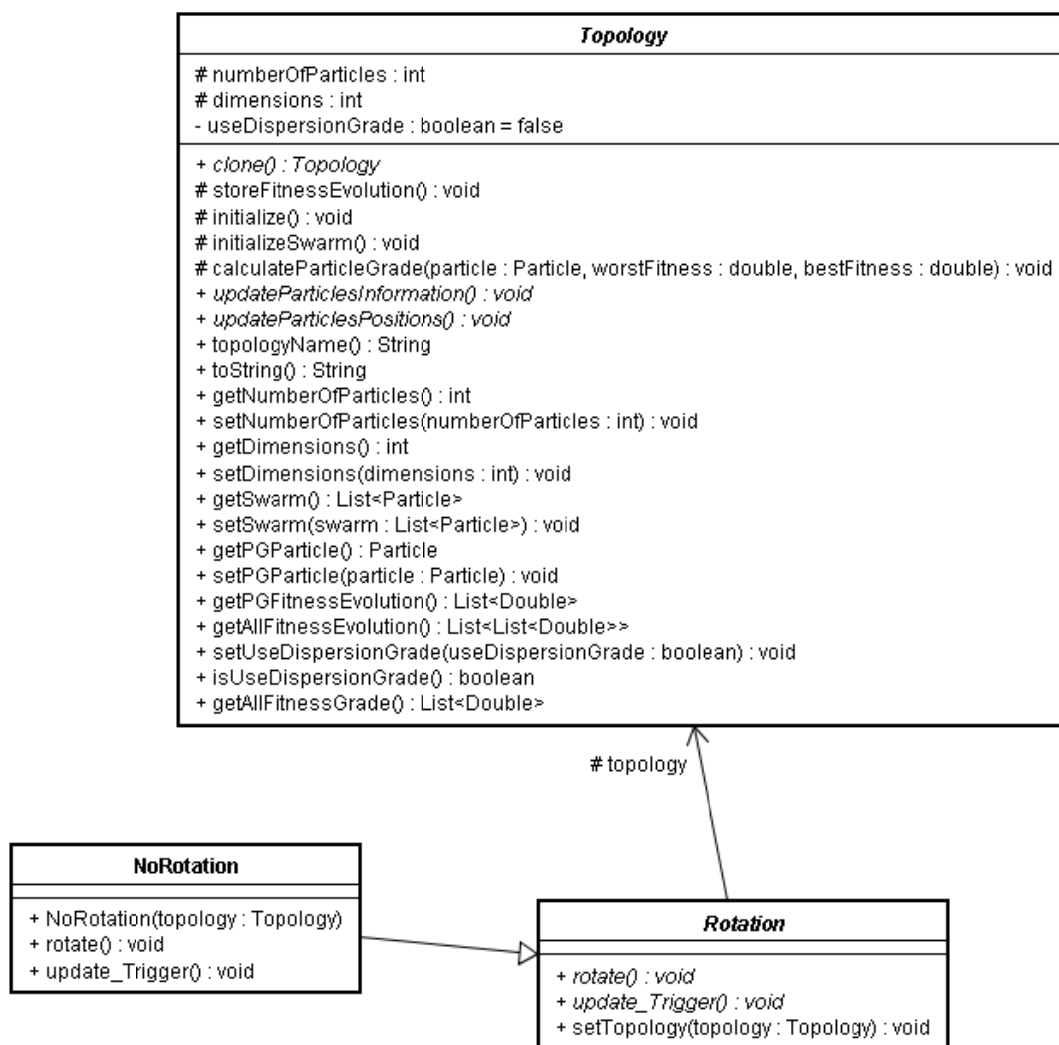 Topology
# numberOfParticles : int
# dimensions : int
- useDispersionGrade : boolean = false
+ clone() : Topology
# storeFitnessEvolution() : void
# initialize() : void
# initializeSwarm() : void
# calculateParticleGrade(particle : Particle, worstFitness : double, bestFitness : double) : void
+ updateParticlesInformation() : void
+ updateParticlesPositions() : void
+ topologyName() : String
+ toString() : String
+ getNumberOfParticles() : int
+ setNumberOfParticles(numberOfParticles : int) : void
+ getDimensions() : int
+ setDimensions(dimensions : int) : void
+ getSwarm() : List<Particle>
+ setSwarm(swarm : List<Particle>) : void
+ getPGParticle() : Particle
+ setPGParticle(particle : Particle) : void
+ getPGFitnessEvolution() : List<Double>
+ getAllFitnessEvolution() : List<List<Double>>
+ setUseDispersionGrade(useDispersionGrade : boolean) : void
+ isUseDispersionGrade() : boolean
+ getAllFitnessGrade() : List<Double>
# topology
NoRotation
+ NoRotation(topology : Topology)
+ rotate() : void
+ update_Trigger() : void
Rotation
+ rotate() : void
+ update_Trigger() : void
+ setTopology(topology : Topology) : void